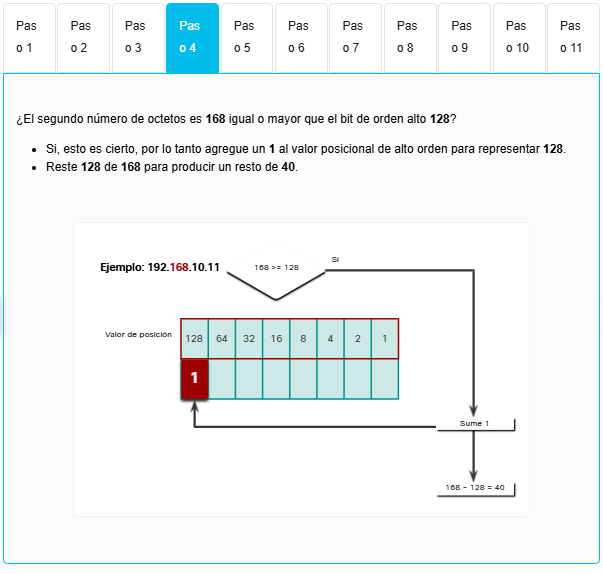 Pas
o 1
Pas
o 2
Pas
o 3
Pas
o 4
Pas
o 5
Pas
o 6
Pas
o 7
Pas
o 8
Pas
o 9
Pas
o 10
Pas
o 11
¿El segundo número de octetos es 168 igual o mayor que el bit de orden alto 128?
Si, esto es cierto, por lo tanto agregue un 1 al valor posicional de alto orden para representar 128.
Reste 128 de 168 para producir un resto de 40.
Ejemplo: 192.168.10.11
168 >= 128
Si
Valor de posición
128 64 32 16 8 4 2 1
1
Sume 1
168 - 128 = 40